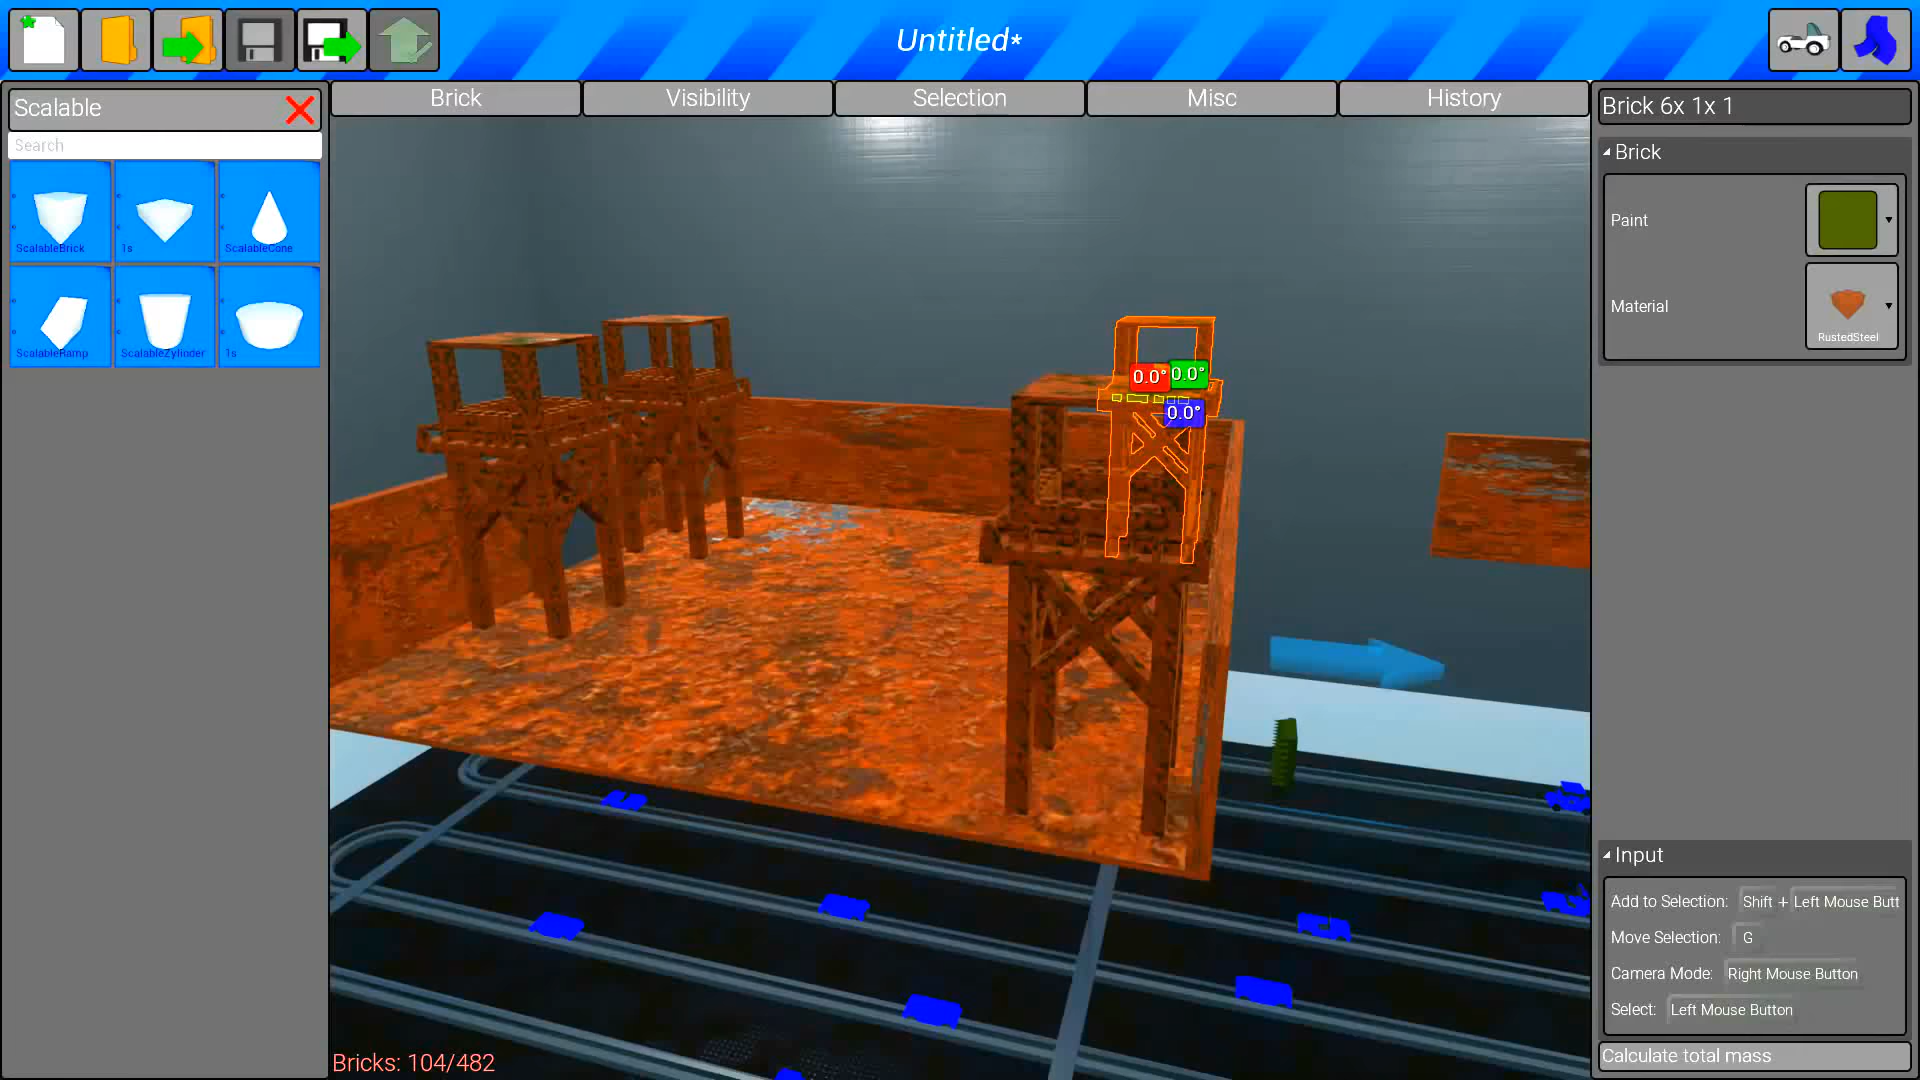 Untitled*
Scalable
Search
ScalableBrick
1s
ScalableCone
ScalableRamp
ScalableZylinder
1s
Brick
Visibility
Selection
Misc
History
0.0°
0.0°
0.0°
Bricks: 104/482
Brick 6x 1x 1
Brick
Paint
Material
RustedSteel
Input
Add to Selection: Shift + Left Mouse Butt
Move Selection: G
Camera Mode: Right Mouse Button
Select: Left Mouse Button
Calculate total mass